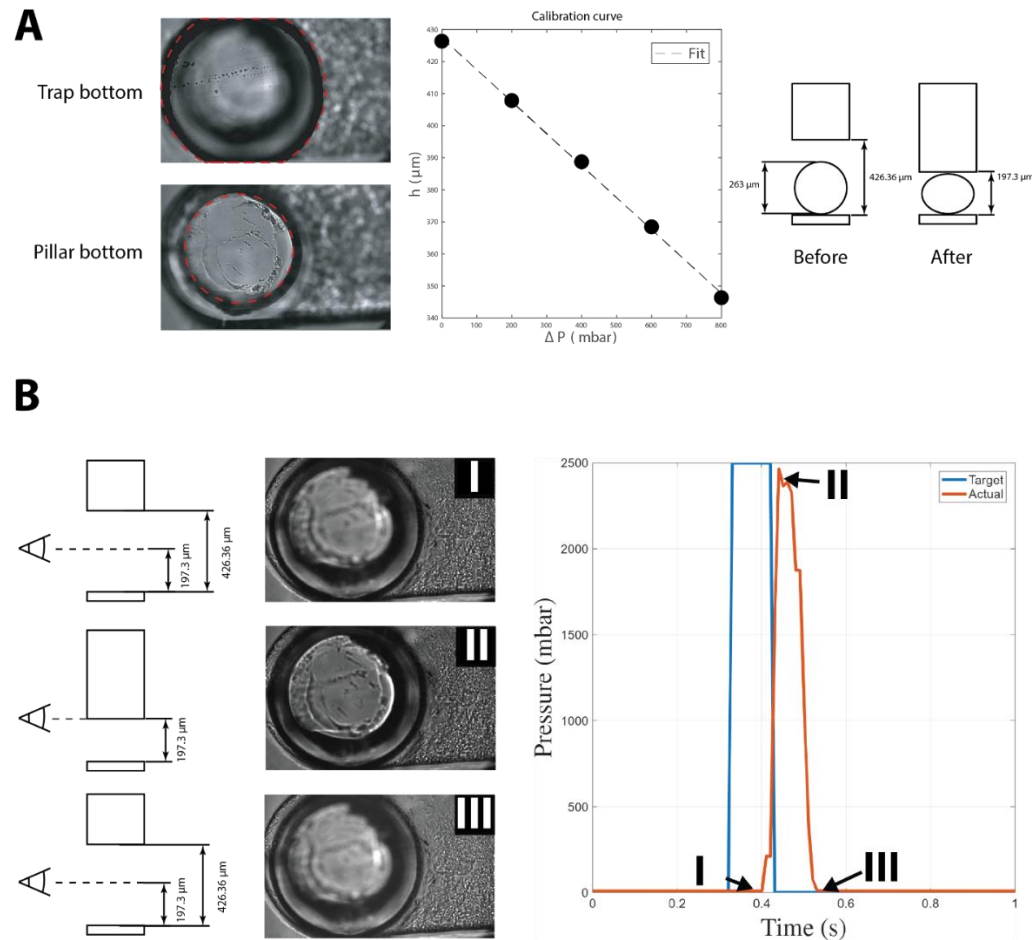 A
Trap bottom
Pillar bottom
Calibration curve
Fit
430
420
410
400
390
380
370
360
350
340
h (µm)
0
100
200
300
400
500
600
700
800
Δ P ( mbar)
263 µm
426.36 µm
197.3 µm
Before
After
B
197.3 µm
426.36 µm
I
197.3 µm
II
197.3 µm
426.36 µm
III
2500
2000
1500
1000
500
0
Pressure (mbar)
Target
Actual
II
I
III
0
0.2
0.4
0.6
0.8
1
Time (s)